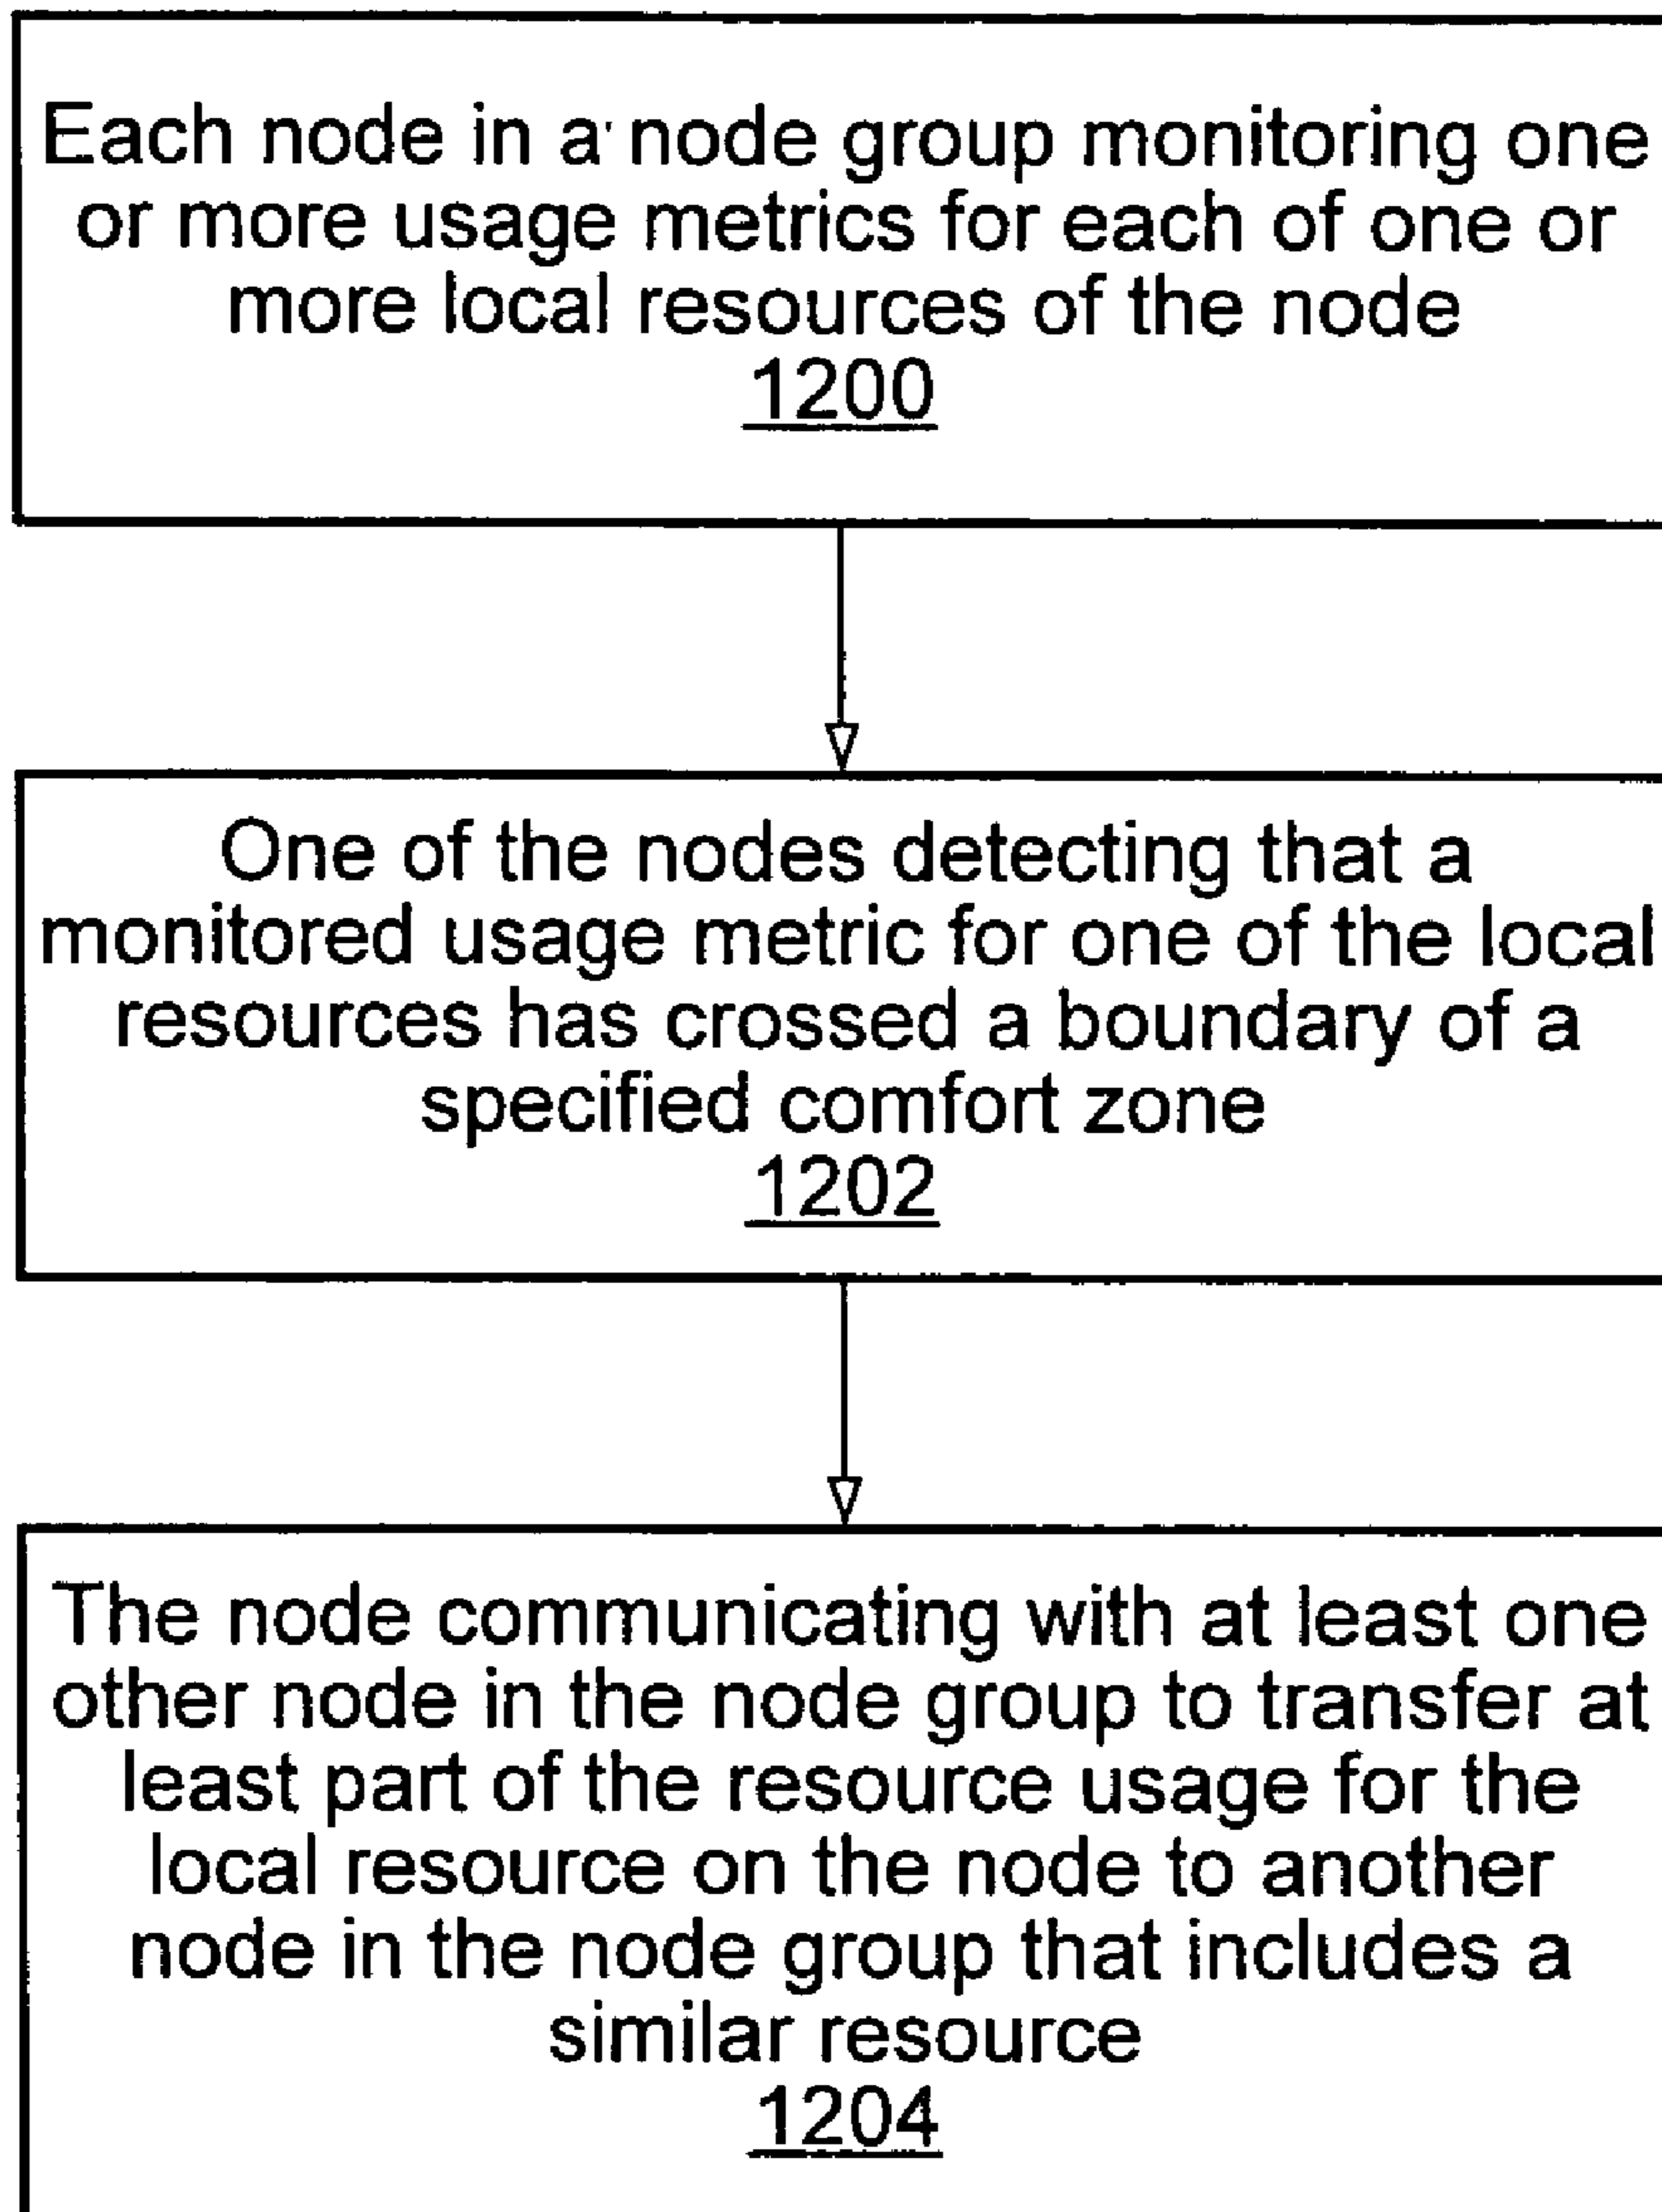 Each node in a node group monitoring one
or more usage metrics for each of one or
more local resources of the node
1200
One of the nodes detecting that a
monitored usage metric for one of the local
resources has crossed a boundary of a
specified comfort zone
1202
The node communicating with at least one
other node in the node group to transfer at
least part of the resource usage for the
local resource on the node to another
node in the node group that includes a
similar resource
1204